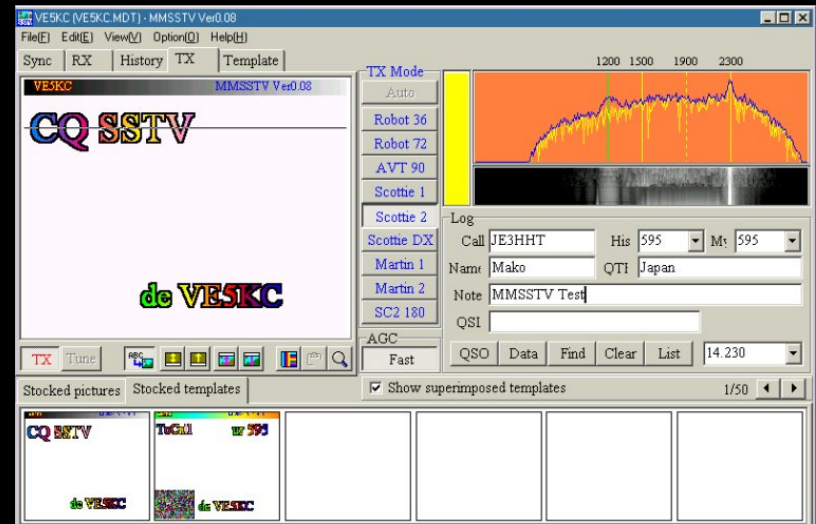 VE5KC (VE5KC.MDT) - MMSSTV Ver0.08
File(F) Edit(E) View(V) Option(O) Help(H)
Sync RX History TX Template
VE5KC MMSSTV Ver0.08
CQ SSTV
de VE5KC
TX Tune
TX Mode
Auto
Robot 36
Robot 72
AVT 90
Scottie 1
Scottie 2
Scottie DX
Martin 1
Martin 2
SC2 180
AGC
Fast
1200 1500 1900 2300
Log
Call JE3HHT His 595 My 595
Name Mako QTH Japan
Note MMSSTV Test
QSL
QSO Data Find Clear List 14.230
Stocked pictures Stocked templates Show superimposed templates 1/50
CQ SSTV
de VE5KC
ur 595
de VE5KC